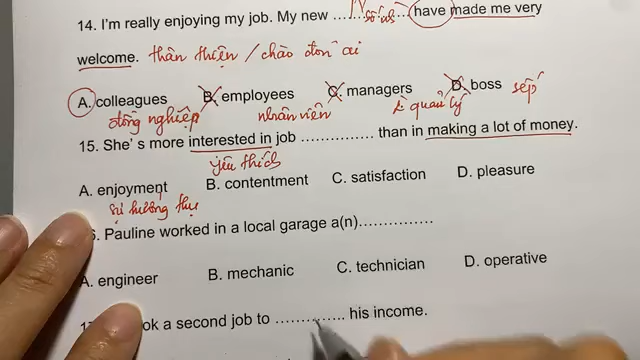 14. I'm really enjoying my job. My new ............... have made me very
số nh
welcome. thân thiện / chào đón ai
A. colleagues B. employees C. managers D. boss sếp
đồng nghiệp nhân viên quản lý
15. She's more interested in job ............... than in making a lot of money.
yêu thích
A. enjoyment B. contentment C. satisfaction D. pleasure
sự hưởng thụ
6. Pauline worked in a local garage a(n)...............
A. engineer B. mechanic C. technician D. operative
ok a second job to ............... his income.